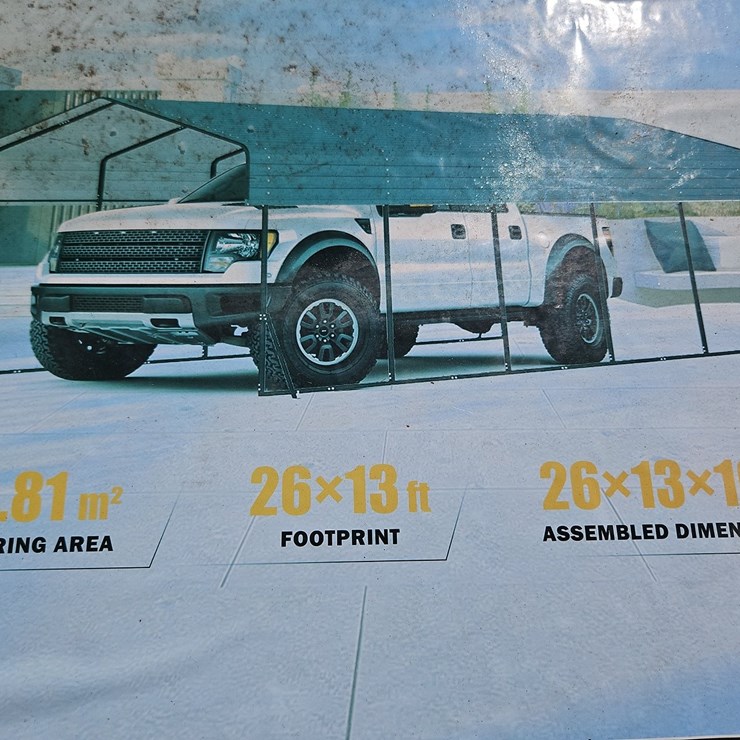 .81 m²
26×13 ft
26×13×1
RING AREA
FOOTPRINT
ASSEMBLED DIMEN